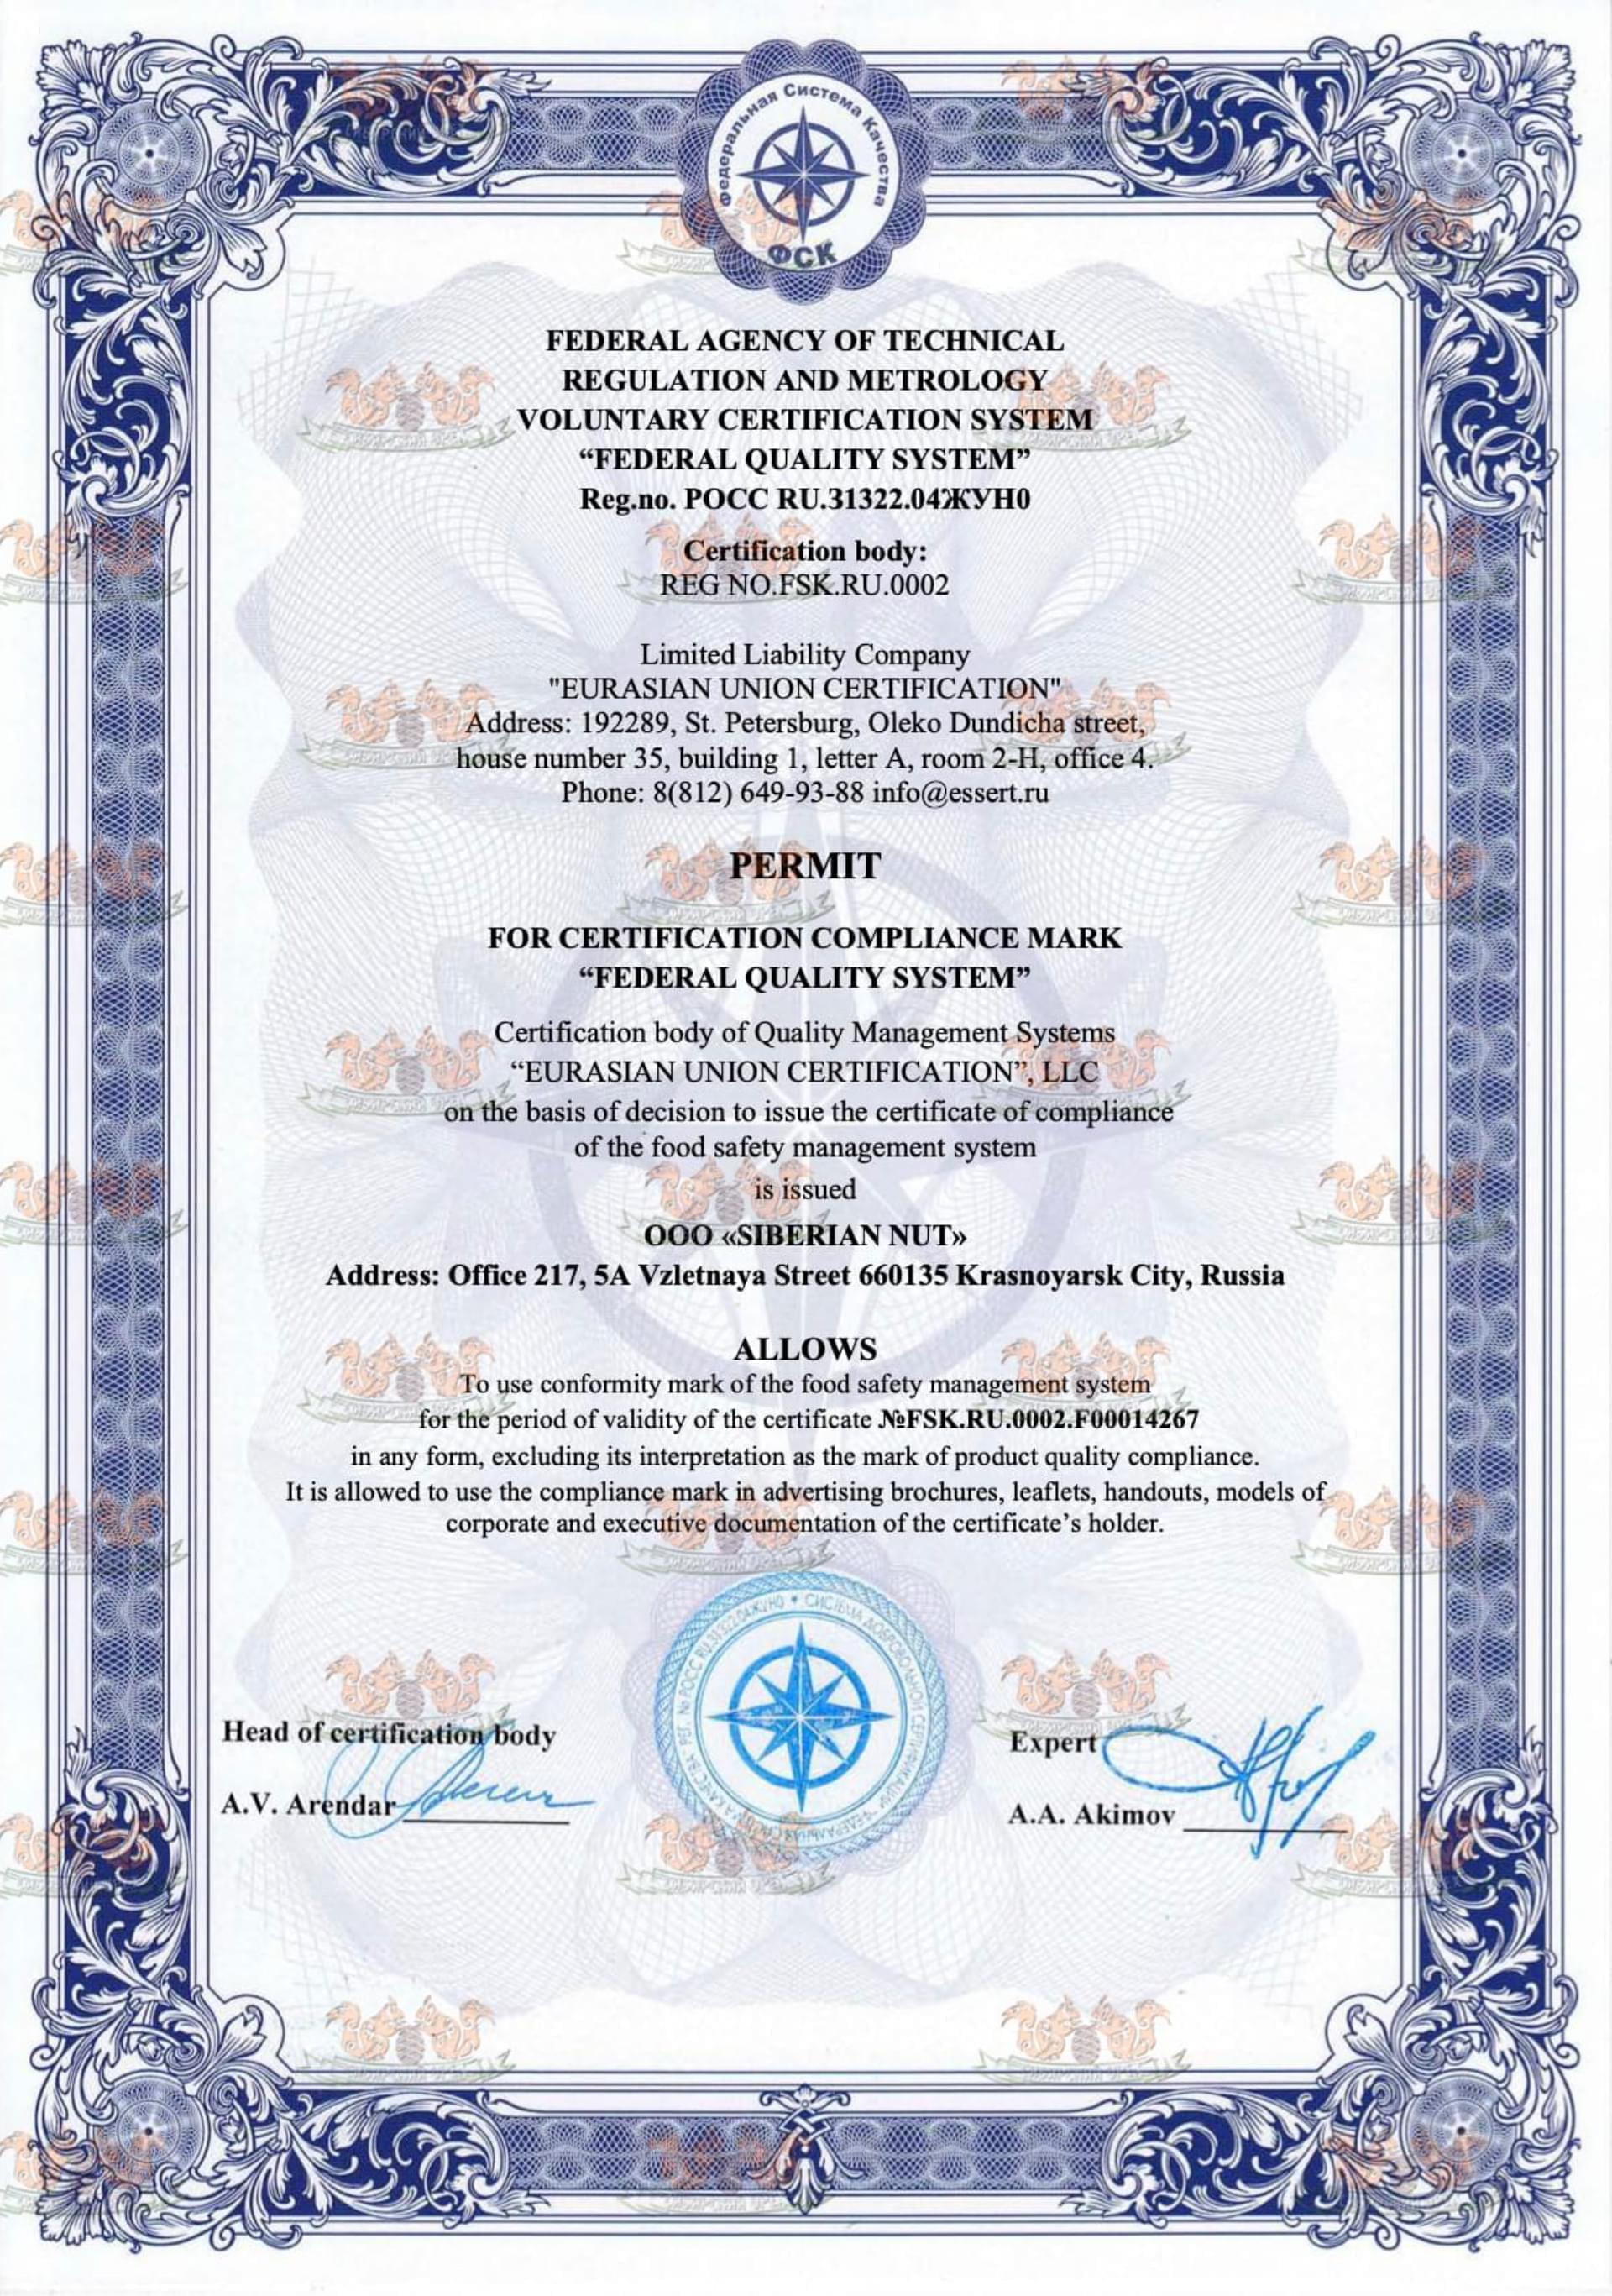 Федеральная Система Качества
ФСК
FEDERAL AGENCY OF TECHNICAL
REGULATION AND METROLOGY
VOLUNTARY CERTIFICATION SYSTEM
“FEDERAL QUALITY SYSTEM”
Reg.no. РОСС RU.31322.04ЖУН0
Certification body:
REG NO.FSK.RU.0002
Limited Liability Company
"EURASIAN UNION CERTIFICATION"
Address: 192289, St. Petersburg, Oleko Dundicha street,
house number 35, building 1, letter A, room 2-H, office 4.
Phone: 8(812) 649-93-88 info@essert.ru
PERMIT
FOR CERTIFICATION COMPLIANCE MARK
“FEDERAL QUALITY SYSTEM”
Certification body of Quality Management Systems
“EURASIAN UNION CERTIFICATION”, LLC
on the basis of decision to issue the certificate of compliance
of the food safety management system
is issued
OOO «SIBERIAN NUT»
Address: Office 217, 5A Vzletnaya Street 660135 Krasnoyarsk City, Russia
ALLOWS
To use conformity mark of the food safety management system
for the period of validity of the certificate №FSK.RU.0002.F00014267
in any form, excluding its interpretation as the mark of product quality compliance.
It is allowed to use the compliance mark in advertising brochures, leaflets, handouts, models of
corporate and executive documentation of the certificate’s holder.
Head of certification body
A.V. Arendar
Expert
A.A. Akimov